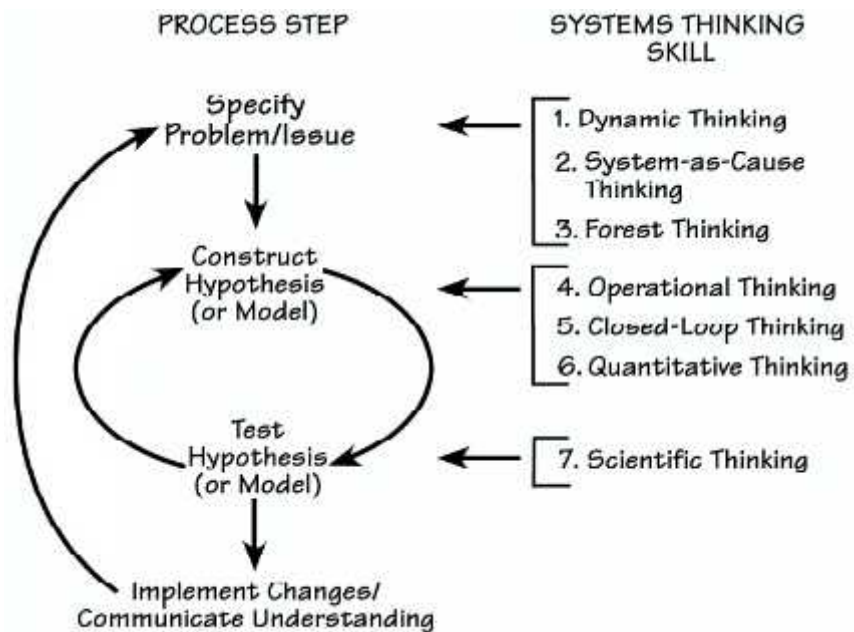 PROCESS STEP
SYSTEMS THINKING
SKILL
Specify
Problem/Issue
1. Dynamic Thinking
2. System-as-Cause
Thinking
3. Forest Thinking
Construct
Hypothesis
(or Model)
4. Operational Thinking
5. Closed-Loop Thinking
6. Quantitative Thinking
Test
Hypothesis
(or Model)
7. Scientific Thinking
Implement Changes/
Communicate Understanding